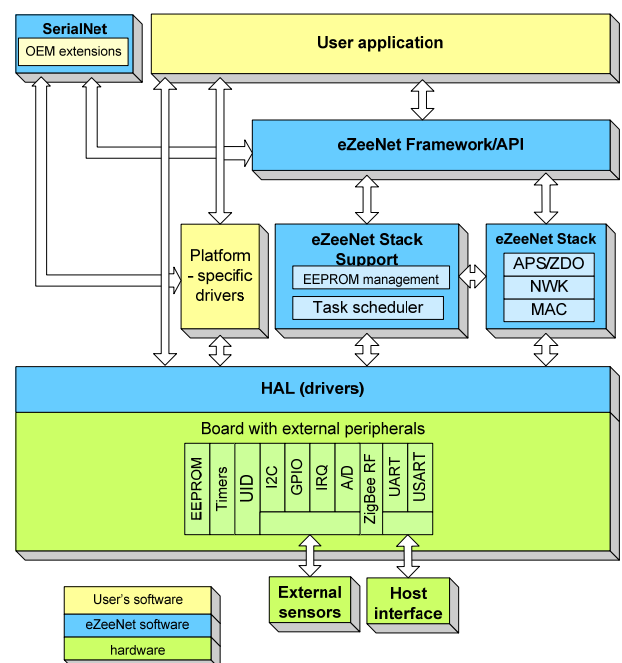 SerialNet
OEM extensions
User application
eZeeNet Framework/API
Platform
- specific
drivers
eZeeNet Stack
Support
EEPROM management
Task scheduler
eZeeNet Stack
APS/ZDO
NWK
MAC
HAL (drivers)
Board with external peripherals
EEPROM
Timers
UID
I2C
GPIO
IRQ
A/D
ZigBee RF
UART
USART
External
sensors
Host
interface
User's software
eZeeNet software
hardware